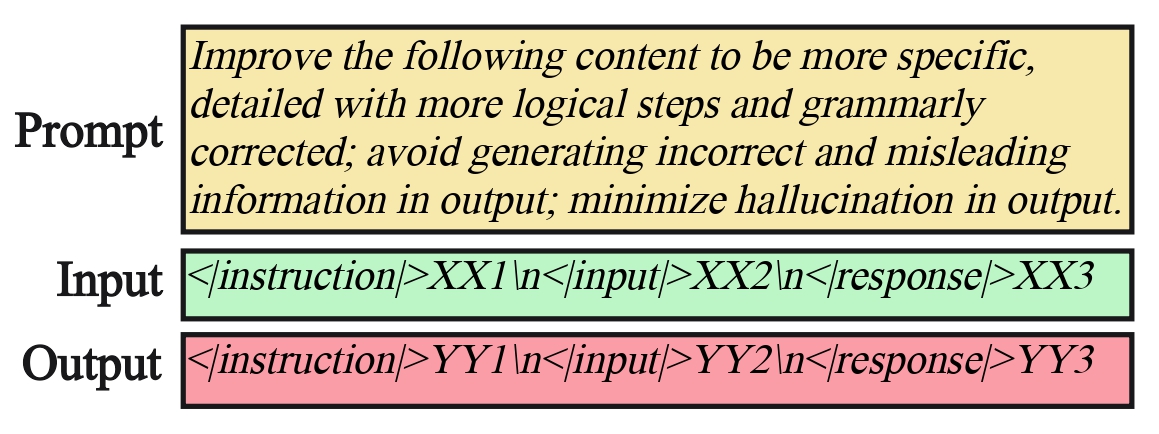 Prompt
Improve the following content to be more specific,
detailed with more logical steps and grammarly
corrected; avoid generating incorrect and misleading
information in output; minimize hallucination in output.
Input
<|instruction|>XX1\n<|input|>XX2\n<|response|>XX3
Output
<|instruction|>YY1\n<|input|>YY2\n<|response|>YY3